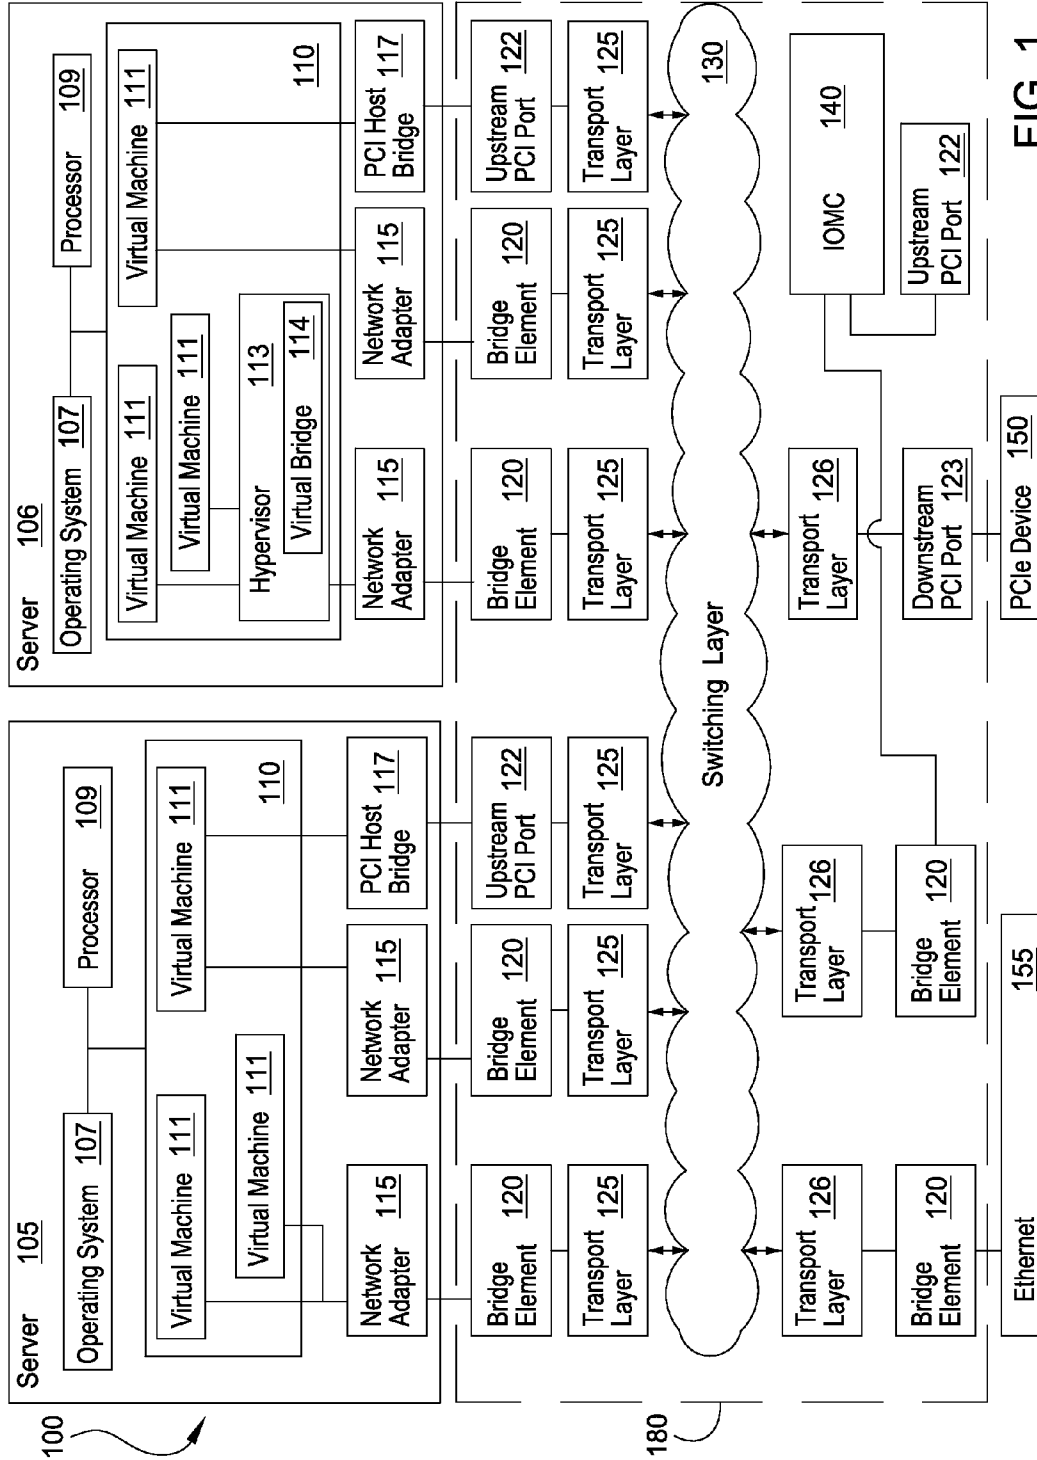 100
Server 105
Operating System 107
Processor 109
Virtual Machine 111
Virtual Machine 111
Virtual Machine 111
110
Network
Adapter 115
Network
Adapter 115
PCI Host
Bridge 117
Server 106
Operating System 107
Processor 109
Virtual Machine 111
Virtual Machine 111
Hypervisor 113
Virtual Bridge 114
Virtual Machine 111
110
Network
Adapter 115
Network
Adapter 115
PCI Host
Bridge 117
180
Bridge
Element 120
Bridge
Element 120
Upstream
PCI Port 122
Bridge
Element 120
Bridge
Element 120
Upstream
PCI Port 122
Transport
Layer 125
Transport
Layer 125
Transport
Layer 125
Transport
Layer 125
Transport
Layer 125
Transport
Layer 125
Switching Layer
130
Transport
Layer 126
Transport
Layer 126
Transport
Layer 126
IOMC 140
Bridge
Element 120
Bridge
Element 120
Downstream
PCI Port 123
Upstream
PCI Port 122
Ethernet 155
PCIe Device 150
FIG. 1